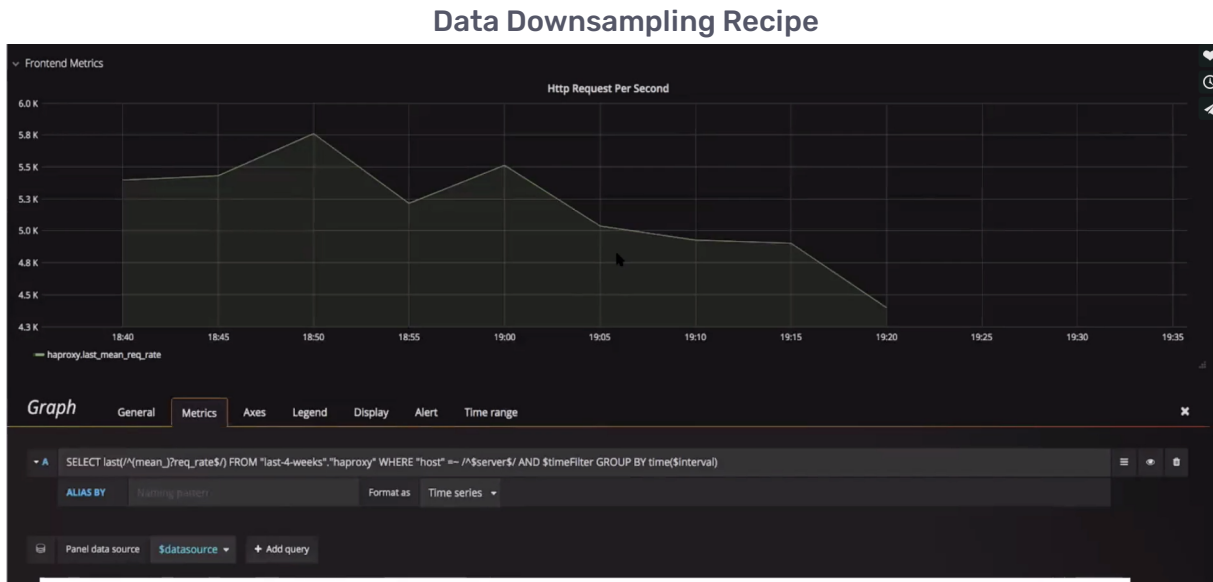 Data Downsampling Recipe
Frontend Metrics
Http Request Per Second
6.0 K
5.8 K
5.5 K
5.3 K
5.0 K
4.8 K
4.5 K
4.3 K
18:40 18:45 18:50 18:55 19:00 19:05 19:10 19:15 19:20 19:25 19:30 19:35
haproxy.last_mean_req_rate
Graph General Metrics Axes Legend Display Alert Time range
A SELECT last(/^(mean_)?req_rate$/) FROM "last-4-weeks"."haproxy" WHERE "host" =~ /^$server$/ AND $timeFilter GROUP BY time($interval)
ALIAS BY Naming pattern Format as Time series
Panel data source $datasource + Add query